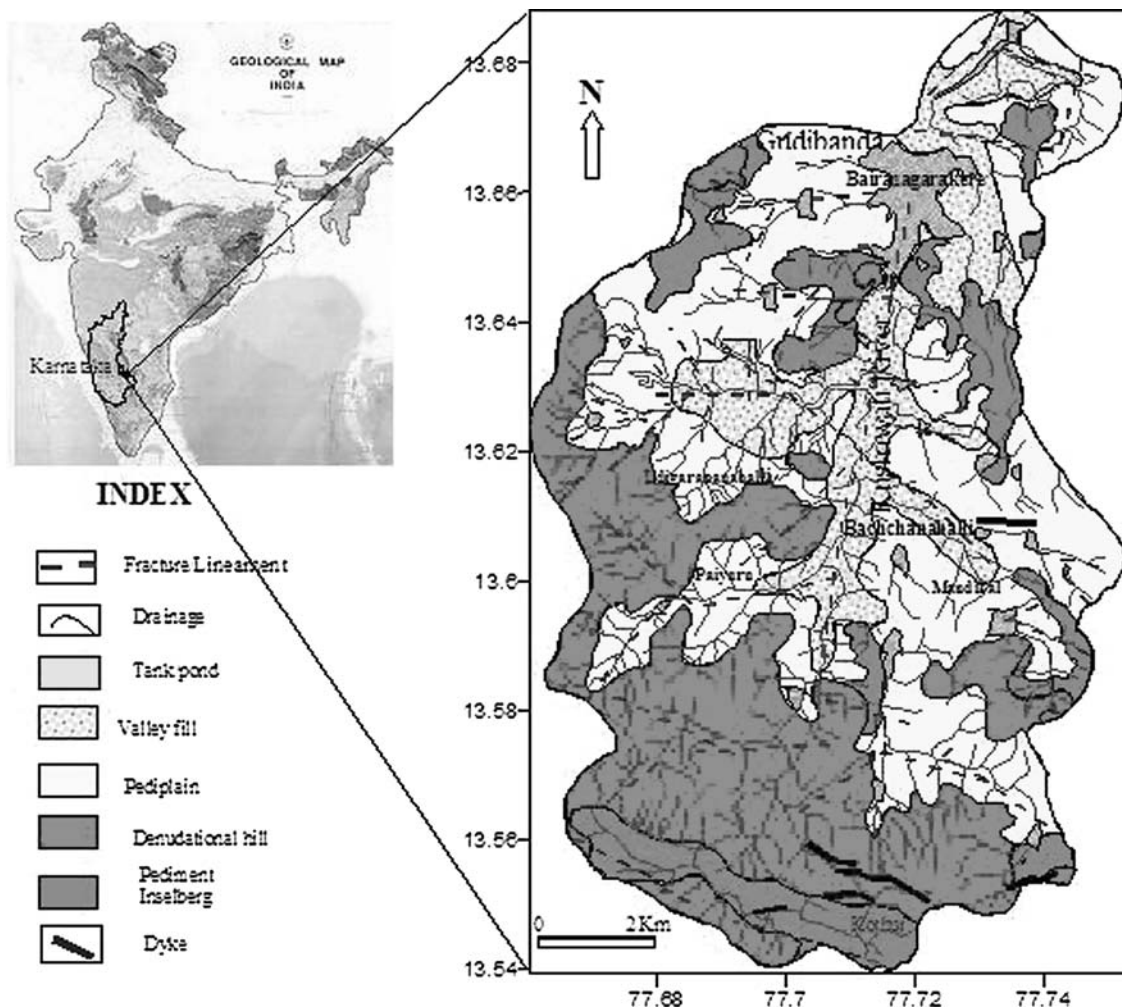 GEOLOGICAL MAP
OF
INDIA
Karnataka
INDEX
Fracture Lineament
Drainage
Tank pond
Valley fill
Pediplain
Denudational hill
Pediment
Inselberg
Dyke
N
Gudibanda
Bairanagarakere
Bachchanahalli
Paiyaru
0 2 Km
13.68
13.66
13.64
13.62
13.6
13.58
13.56
13.54
77.68 77.7 77.72 77.74